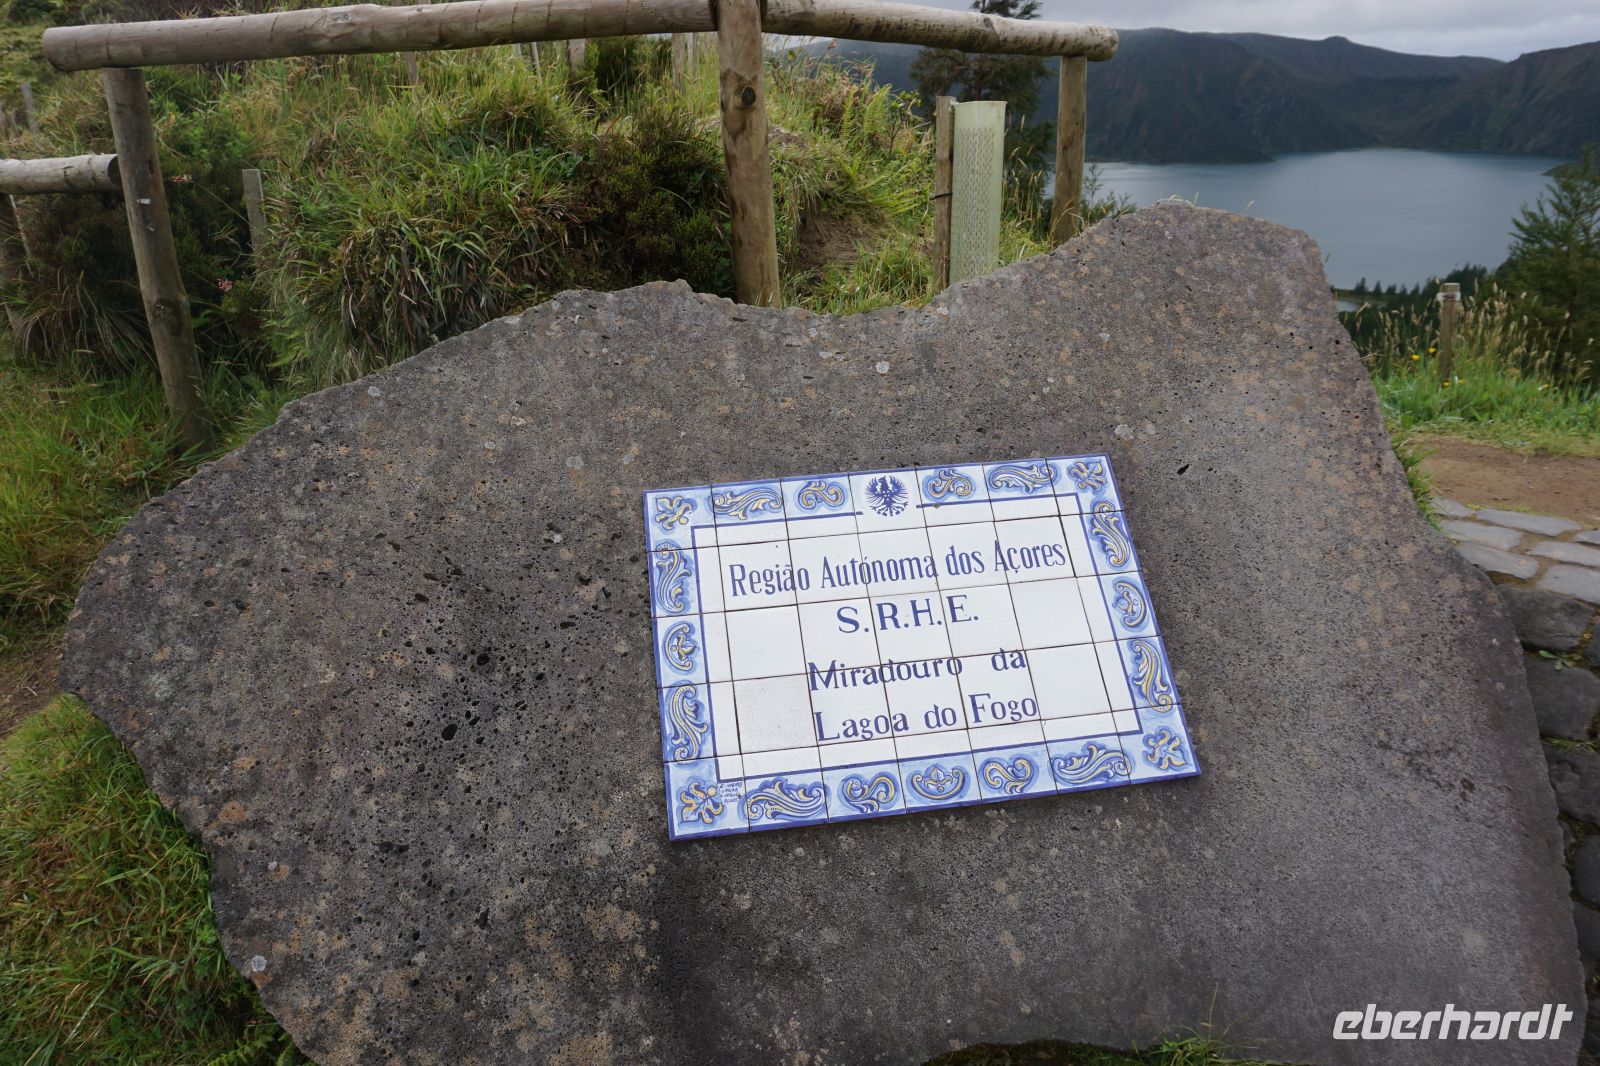 Região Autónoma dos Açores
S.R.H.E.
Miradouro da
Lagoa do Fogo
eberhardt